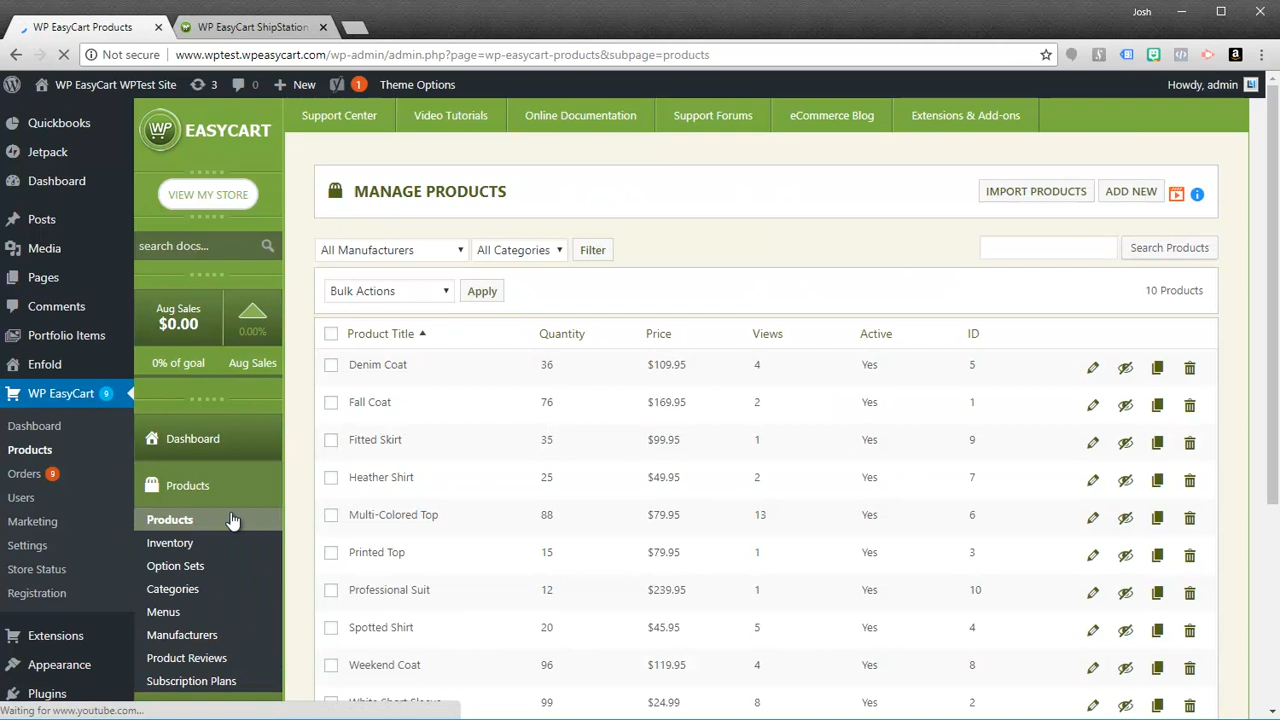 WP EasyCart Products
WP EasyCart ShipStation
Josh
Not secure
www.wptest.wpeasycart.com/wp-admin/admin.php?page=wp-easycart-products&subpage=products
WP EasyCart WPTest Site
3
0
New
1
Theme Options
Howdy, admin
Quickbooks
Jetpack
Dashboard
Posts
Media
Pages
Comments
Portfolio Items
Enfold
WP EasyCart 9
Dashboard
Products
Orders 9
Users
Marketing
Settings
Store Status
Registration
Extensions
Appearance
Plugins
WP EASYCART
VIEW MY STORE
search docs...
Aug Sales
$0.00
0.00%
0% of goal
Aug Sales
Dashboard
Products
Products
Inventory
Option Sets
Categories
Menus
Manufacturers
Product Reviews
Subscription Plans
Support Center
Video Tutorials
Online Documentation
Support Forums
eCommerce Blog
Extensions & Add-ons
MANAGE PRODUCTS
IMPORT PRODUCTS
ADD NEW
All Manufacturers
All Categories
Filter
Search Products
Bulk Actions
Apply
10 Products
Product Title Quantity Price Views Active ID
Denim Coat 36 $109.95 4 Yes 5
Fall Coat 76 $169.95 2 Yes 1
Fitted Skirt 35 $99.95 1 Yes 9
Heather Shirt 25 $49.95 2 Yes 7
Multi-Colored Top 88 $79.95 13 Yes 6
Printed Top 15 $79.95 1 Yes 3
Professional Suit 12 $239.95 1 Yes 10
Spotted Shirt 20 $45.95 5 Yes 4
Weekend Coat 96 $119.95 4 Yes 8
White Short Sleeve 99 $24.99 8 Yes 2
Waiting for www.youtube.com...